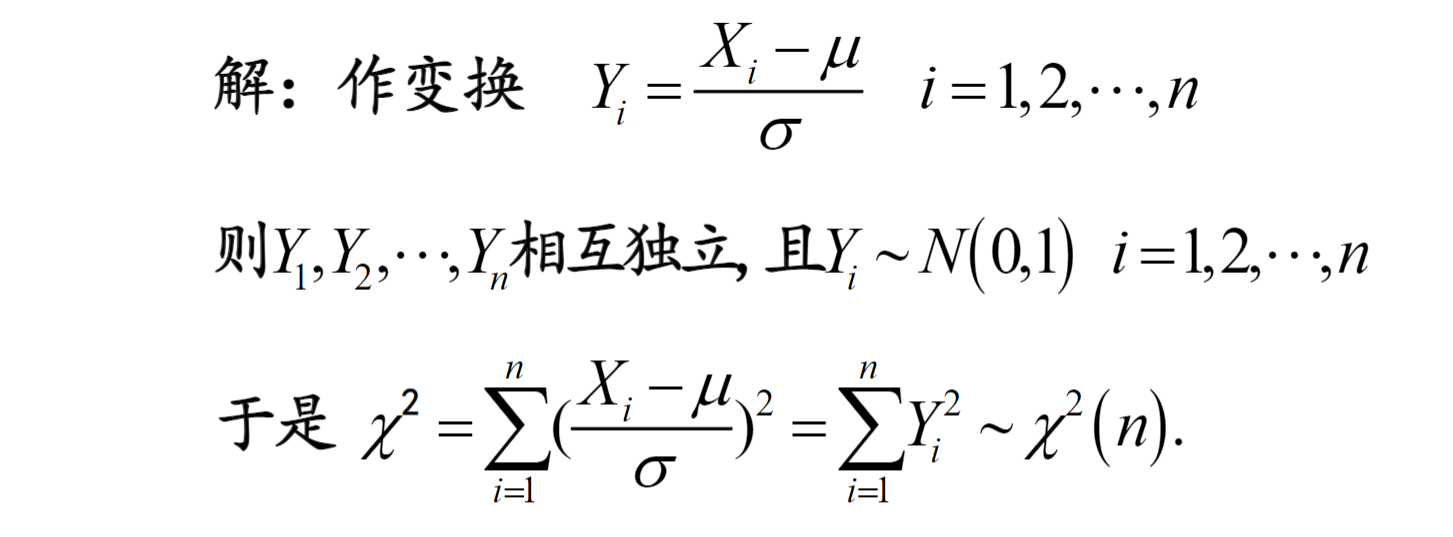 解：作变换 Y_i = (X_i − μ)/σ i = 1,2,⋯,n
则Y_1,Y_2,⋯,Y_n相互独立, 且Y_i ~ N(0,1) i = 1,2,⋯,n
于是 χ² = ∑_{i=1}^{n} ((X_i − μ)/σ)² = ∑_{i=1}^{n} Y_i² ~ χ²(n).